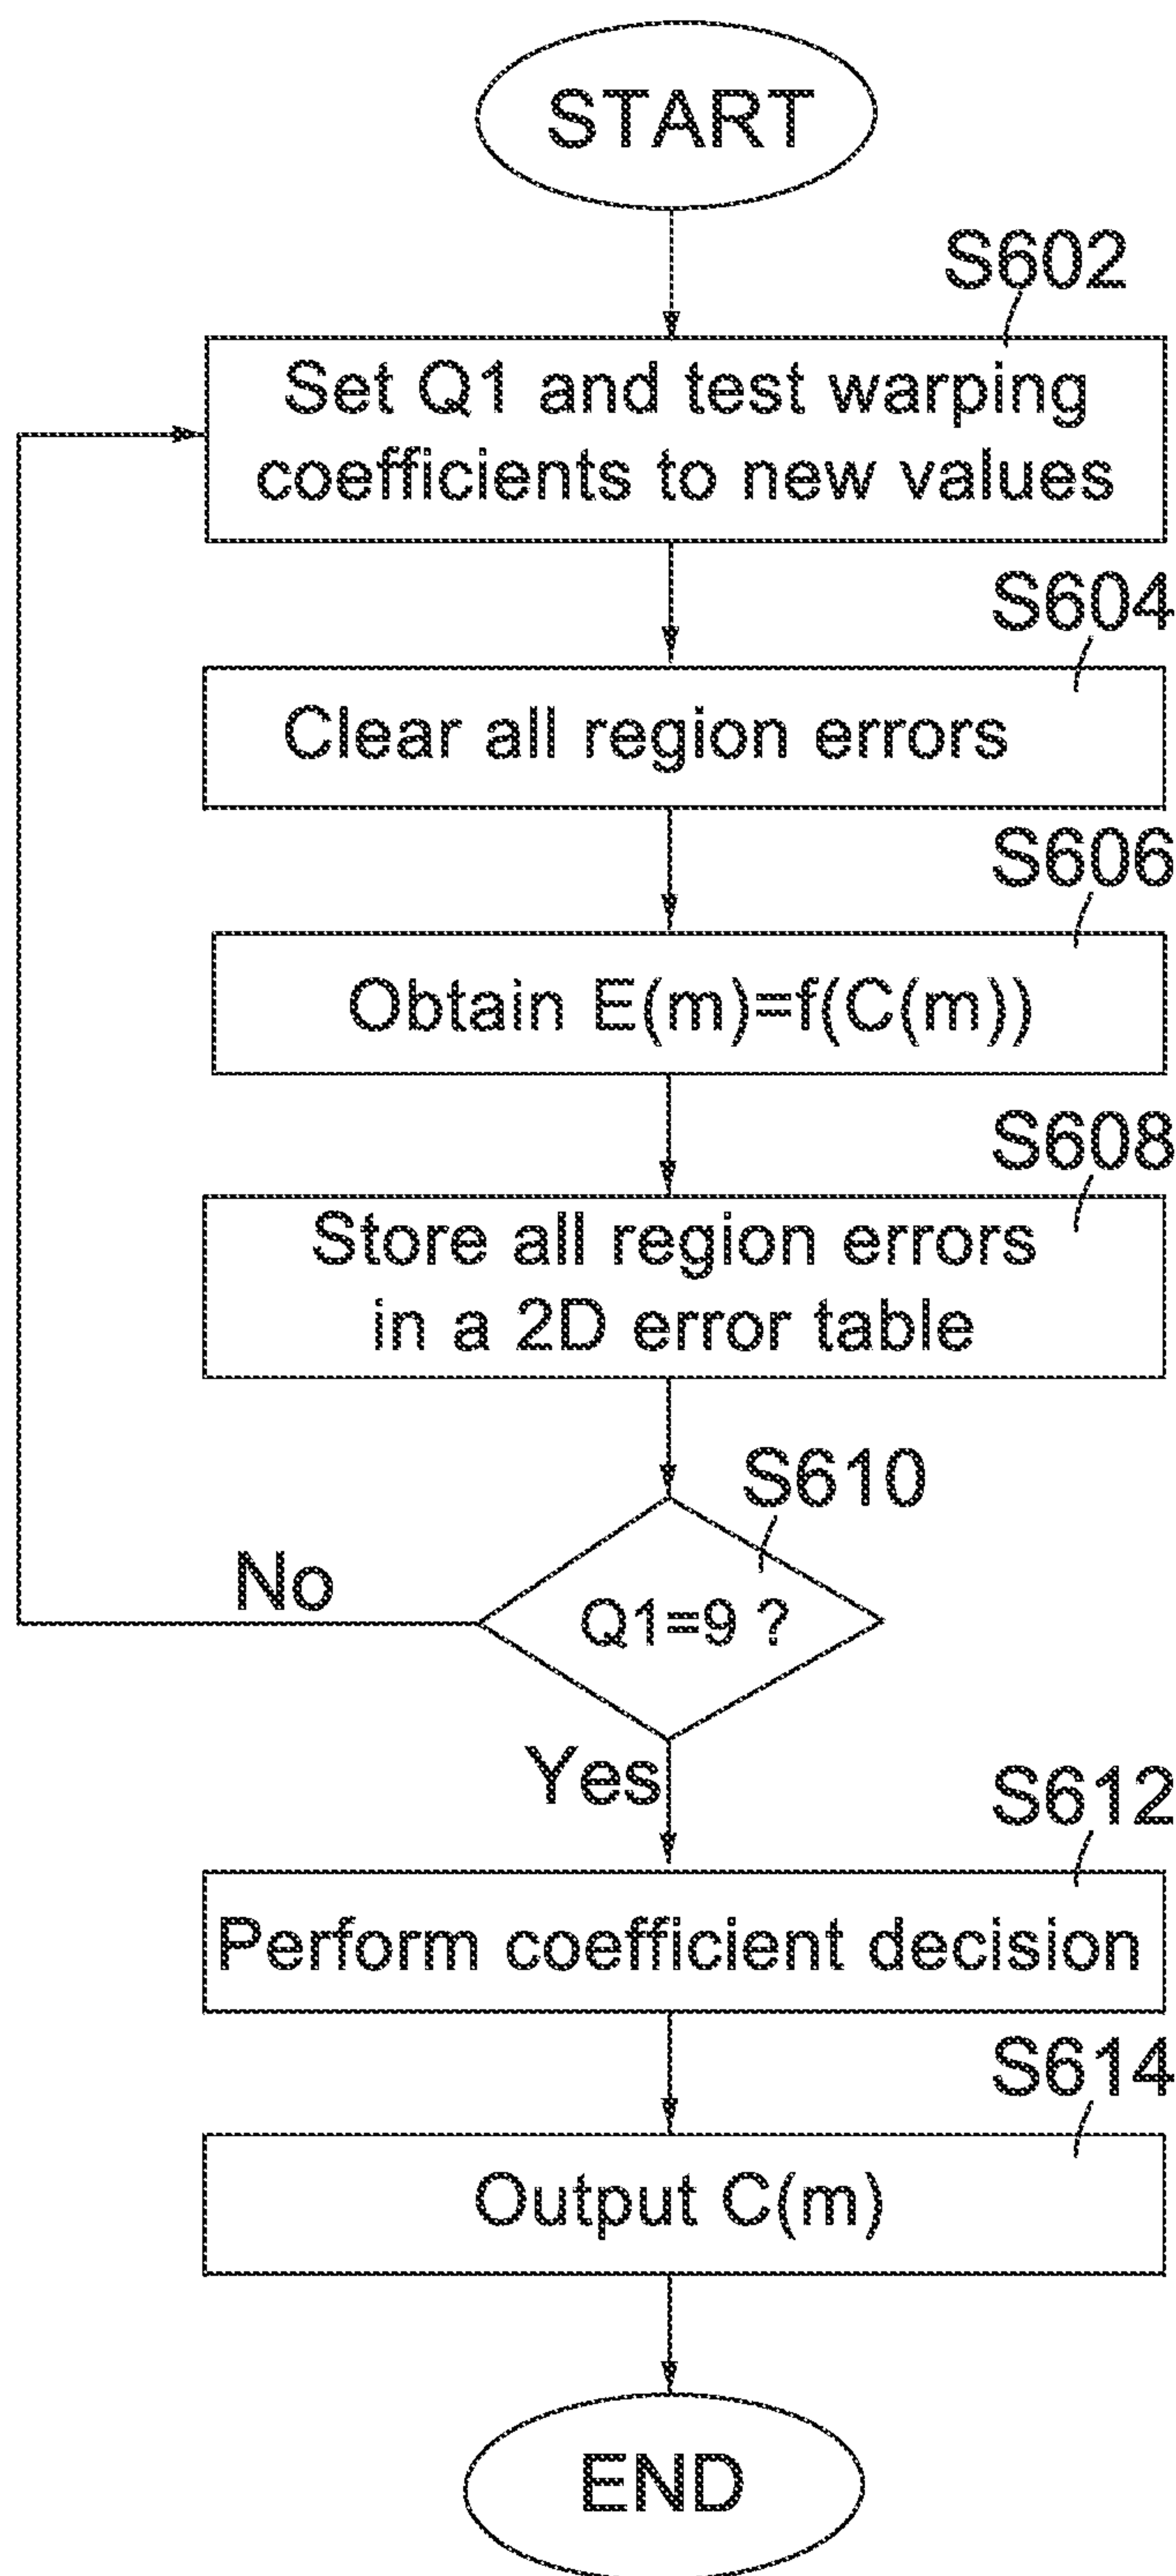 START
S602
Set Q1 and test warping
coefficients to new values
S604
Clear all region errors
S606
Obtain E(m)=f(C(m))
S608
Store all region errors
in a 2D error table
S610
No
Q1=9 ?
Yes
S612
Perform coefficient decision
S614
Output C(m)
END